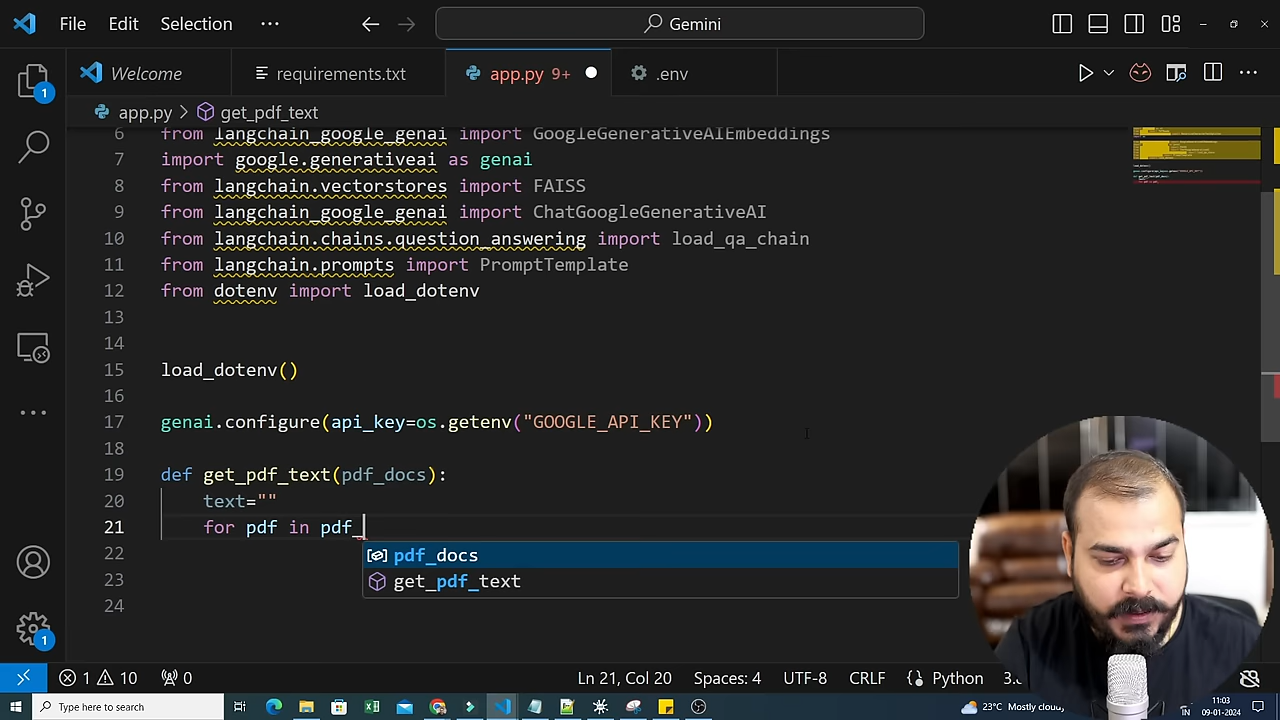 File Edit Selection ··· Gemini
Welcome requirements.txt app.py 9+ .env
app.py > get_pdf_text
6 from langchain_google_genai import GoogleGenerativeAIEmbeddings
7 import google.generativeai as genai
8 from langchain.vectorstores import FAISS
9 from langchain_google_genai import ChatGoogleGenerativeAI
10 from langchain.chains.question_answering import load_qa_chain
11 from langchain.prompts import PromptTemplate
12 from dotenv import load_dotenv
13
14
15 load_dotenv()
16
17 genai.configure(api_key=os.getenv("GOOGLE_API_KEY"))
18
19 def get_pdf_text(pdf_docs):
20 text=""
21 for pdf in pdf_
22 pdf_docs
23 get_pdf_text
24
1
1
1 10 0 Ln 21, Col 20 Spaces: 4 UTF-8 CRLF Python
Type here to search 23°C Mostly cloudy IN 11:03
09-01-2024